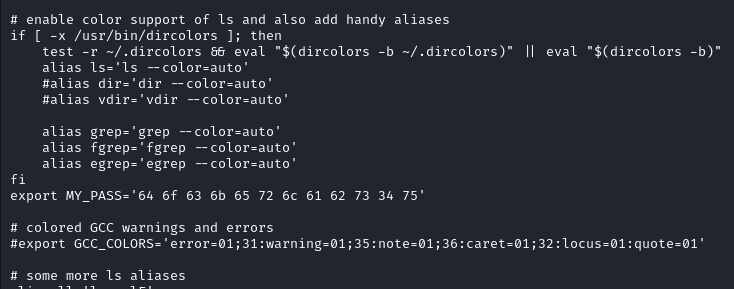 # enable color support of ls and also add handy aliases
if [ -x /usr/bin/dircolors ]; then
    test -r ~/.dircolors && eval "$(dircolors -b ~/.dircolors)" || eval "$(dircolors -b)"
    alias ls='ls --color=auto'
    #alias dir='dir --color=auto'
    #alias vdir='vdir --color=auto'

    alias grep='grep --color=auto'
    alias fgrep='fgrep --color=auto'
    alias egrep='egrep --color=auto'
fi
export MY_PASS='64 6f 63 6b 65 72 6c 61 62 73 34 75'

# colored GCC warnings and errors
#export GCC_COLORS='error=01;31:warning=01;35:note=01;36:caret=01;32:locus=01:quote=01'

# some more ls aliases